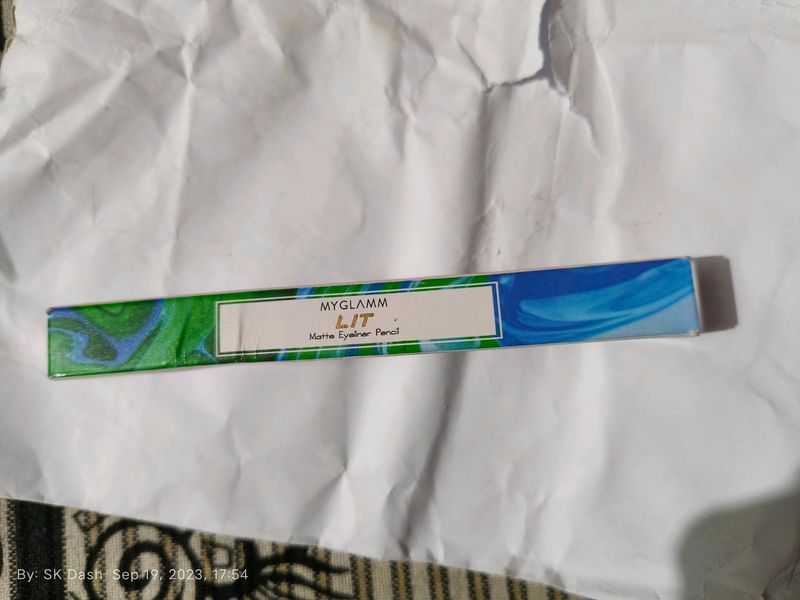 MYGLAMM
LIT
Matte Eyeliner Pencil
By: SK Dash Sep 19, 2023, 17:54